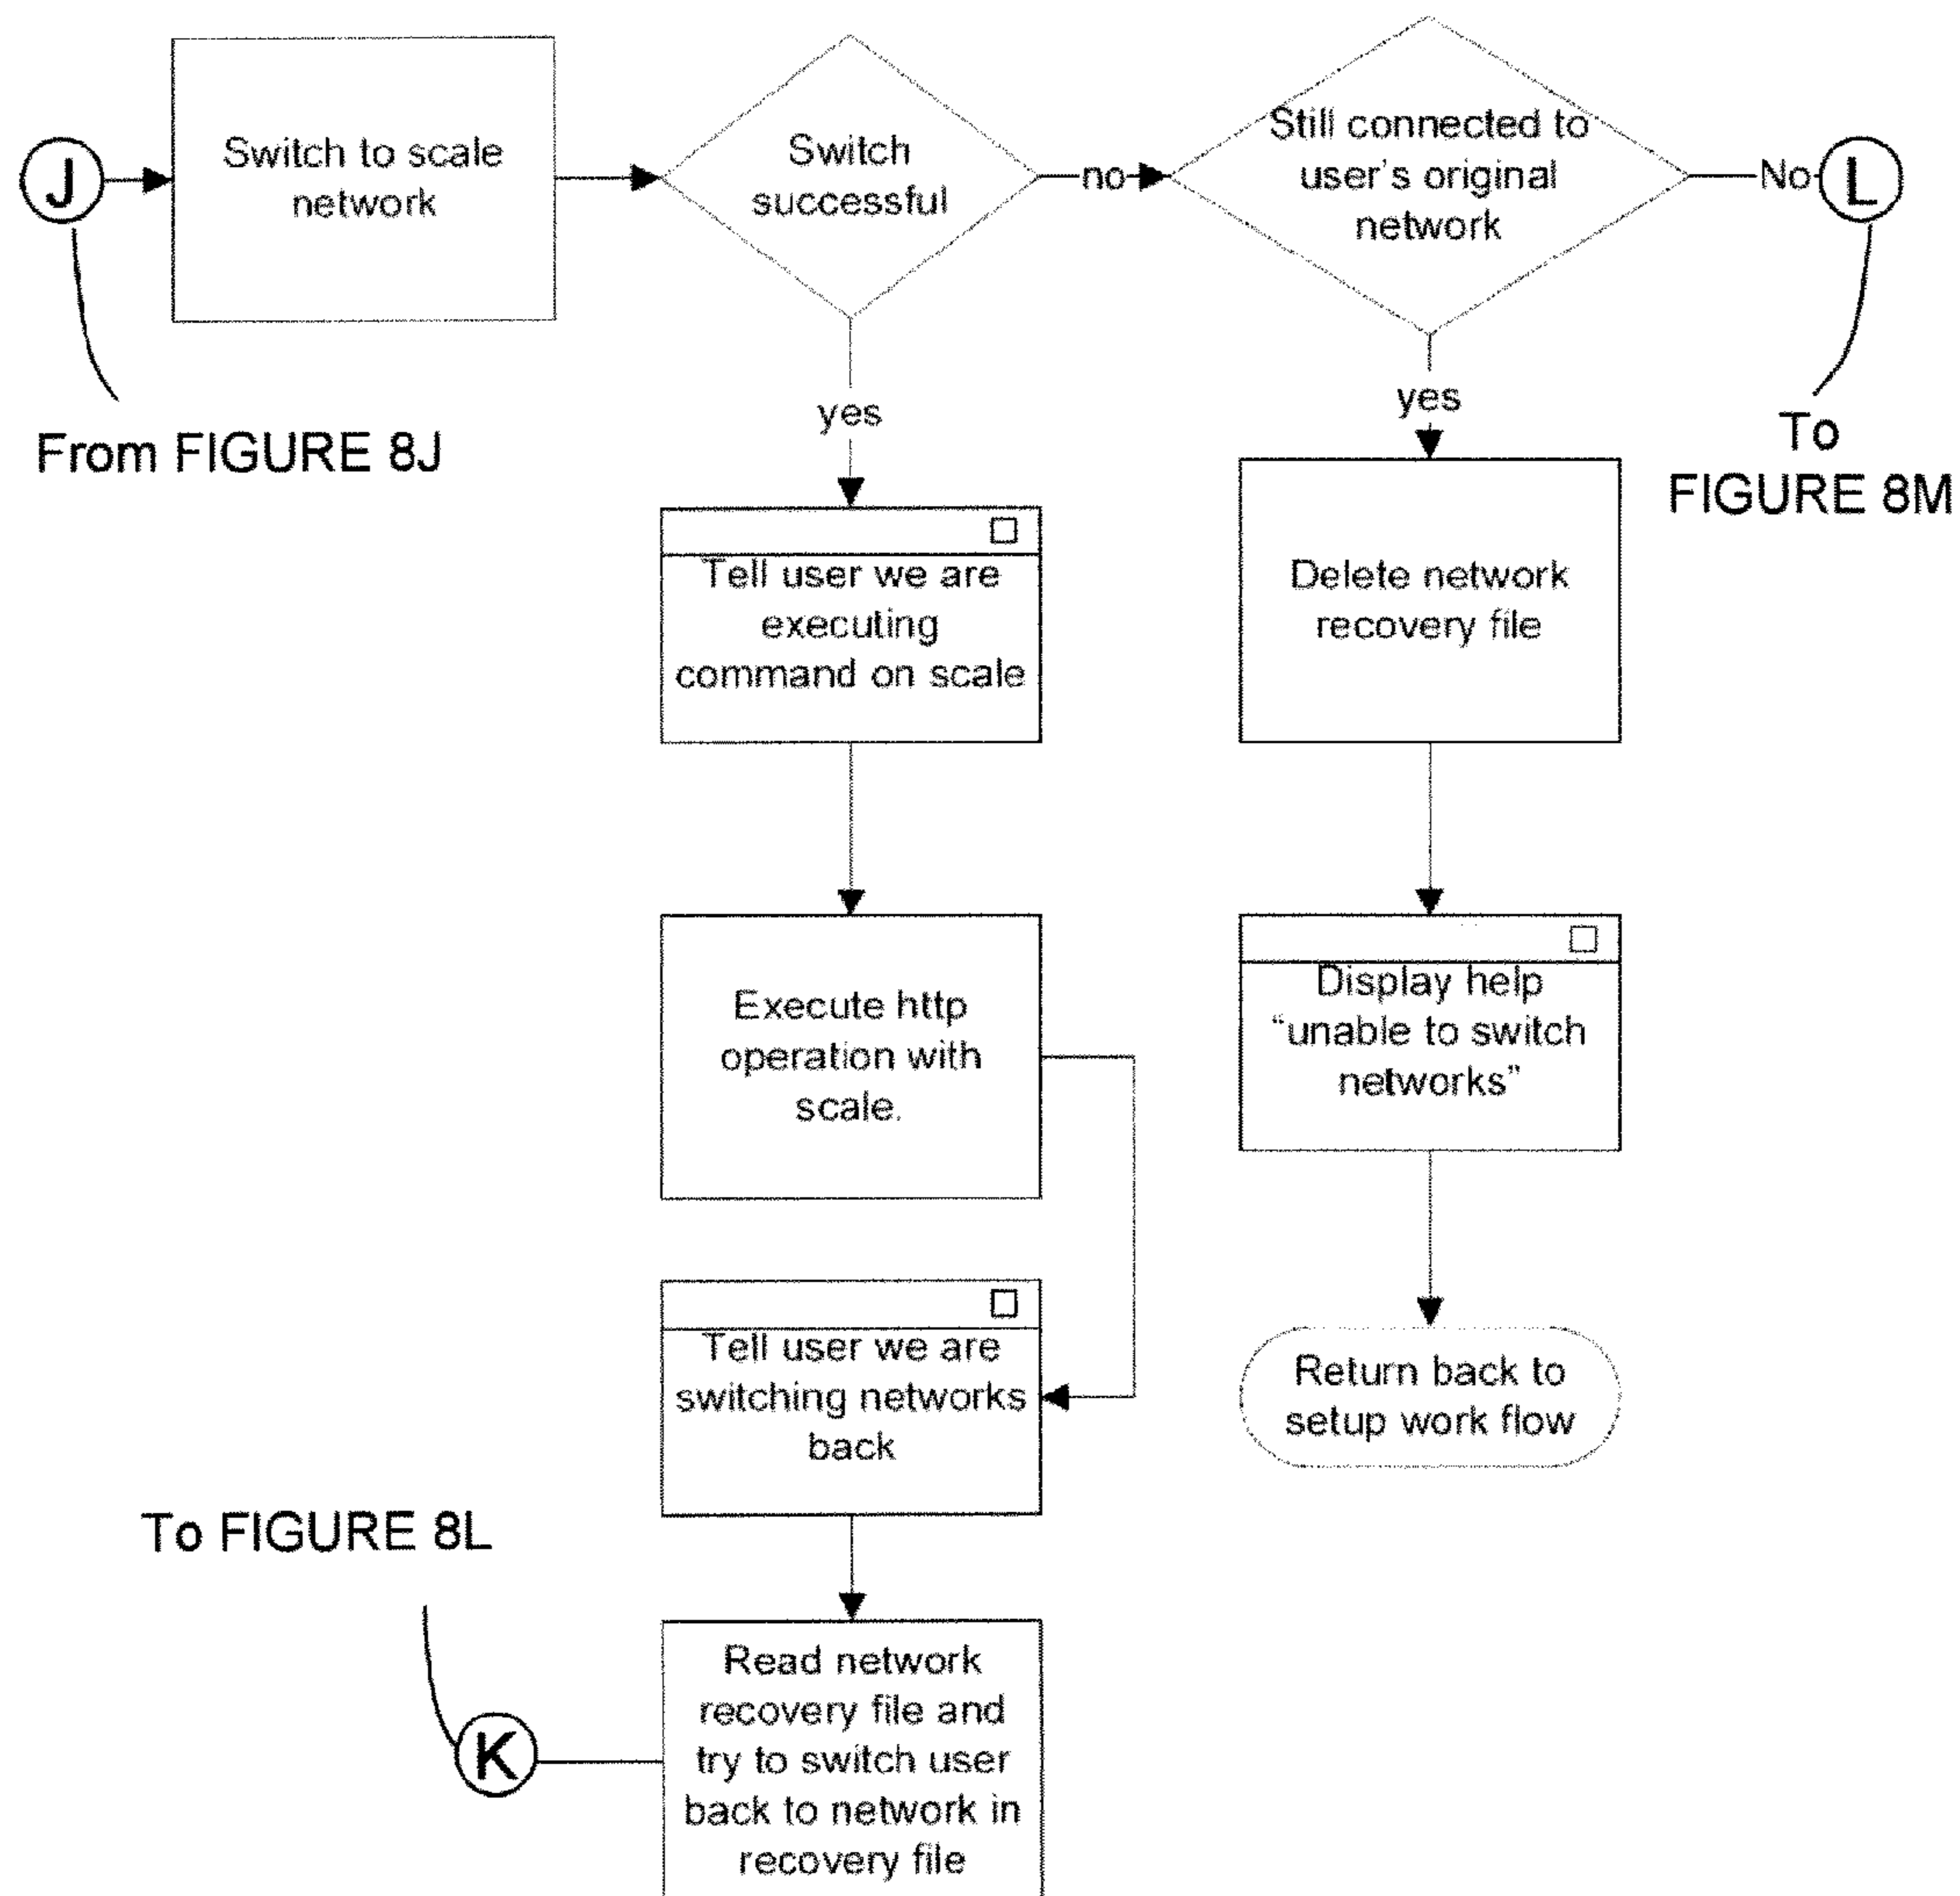 J
Switch to scale
network
Switch
successful
no
Still connected to
user's original
network
No
L
From FIGURE 8J
yes
yes
To
FIGURE 8M
Tell user we are
executing
command on scale
Delete network
recovery file
Execute http
operation with
scale.
Display help
“unable to switch
networks”
Tell user we are
switching networks
back
Return back to
setup work flow
To FIGURE 8L
K
Read network
recovery file and
try to switch user
back to network in
recovery file